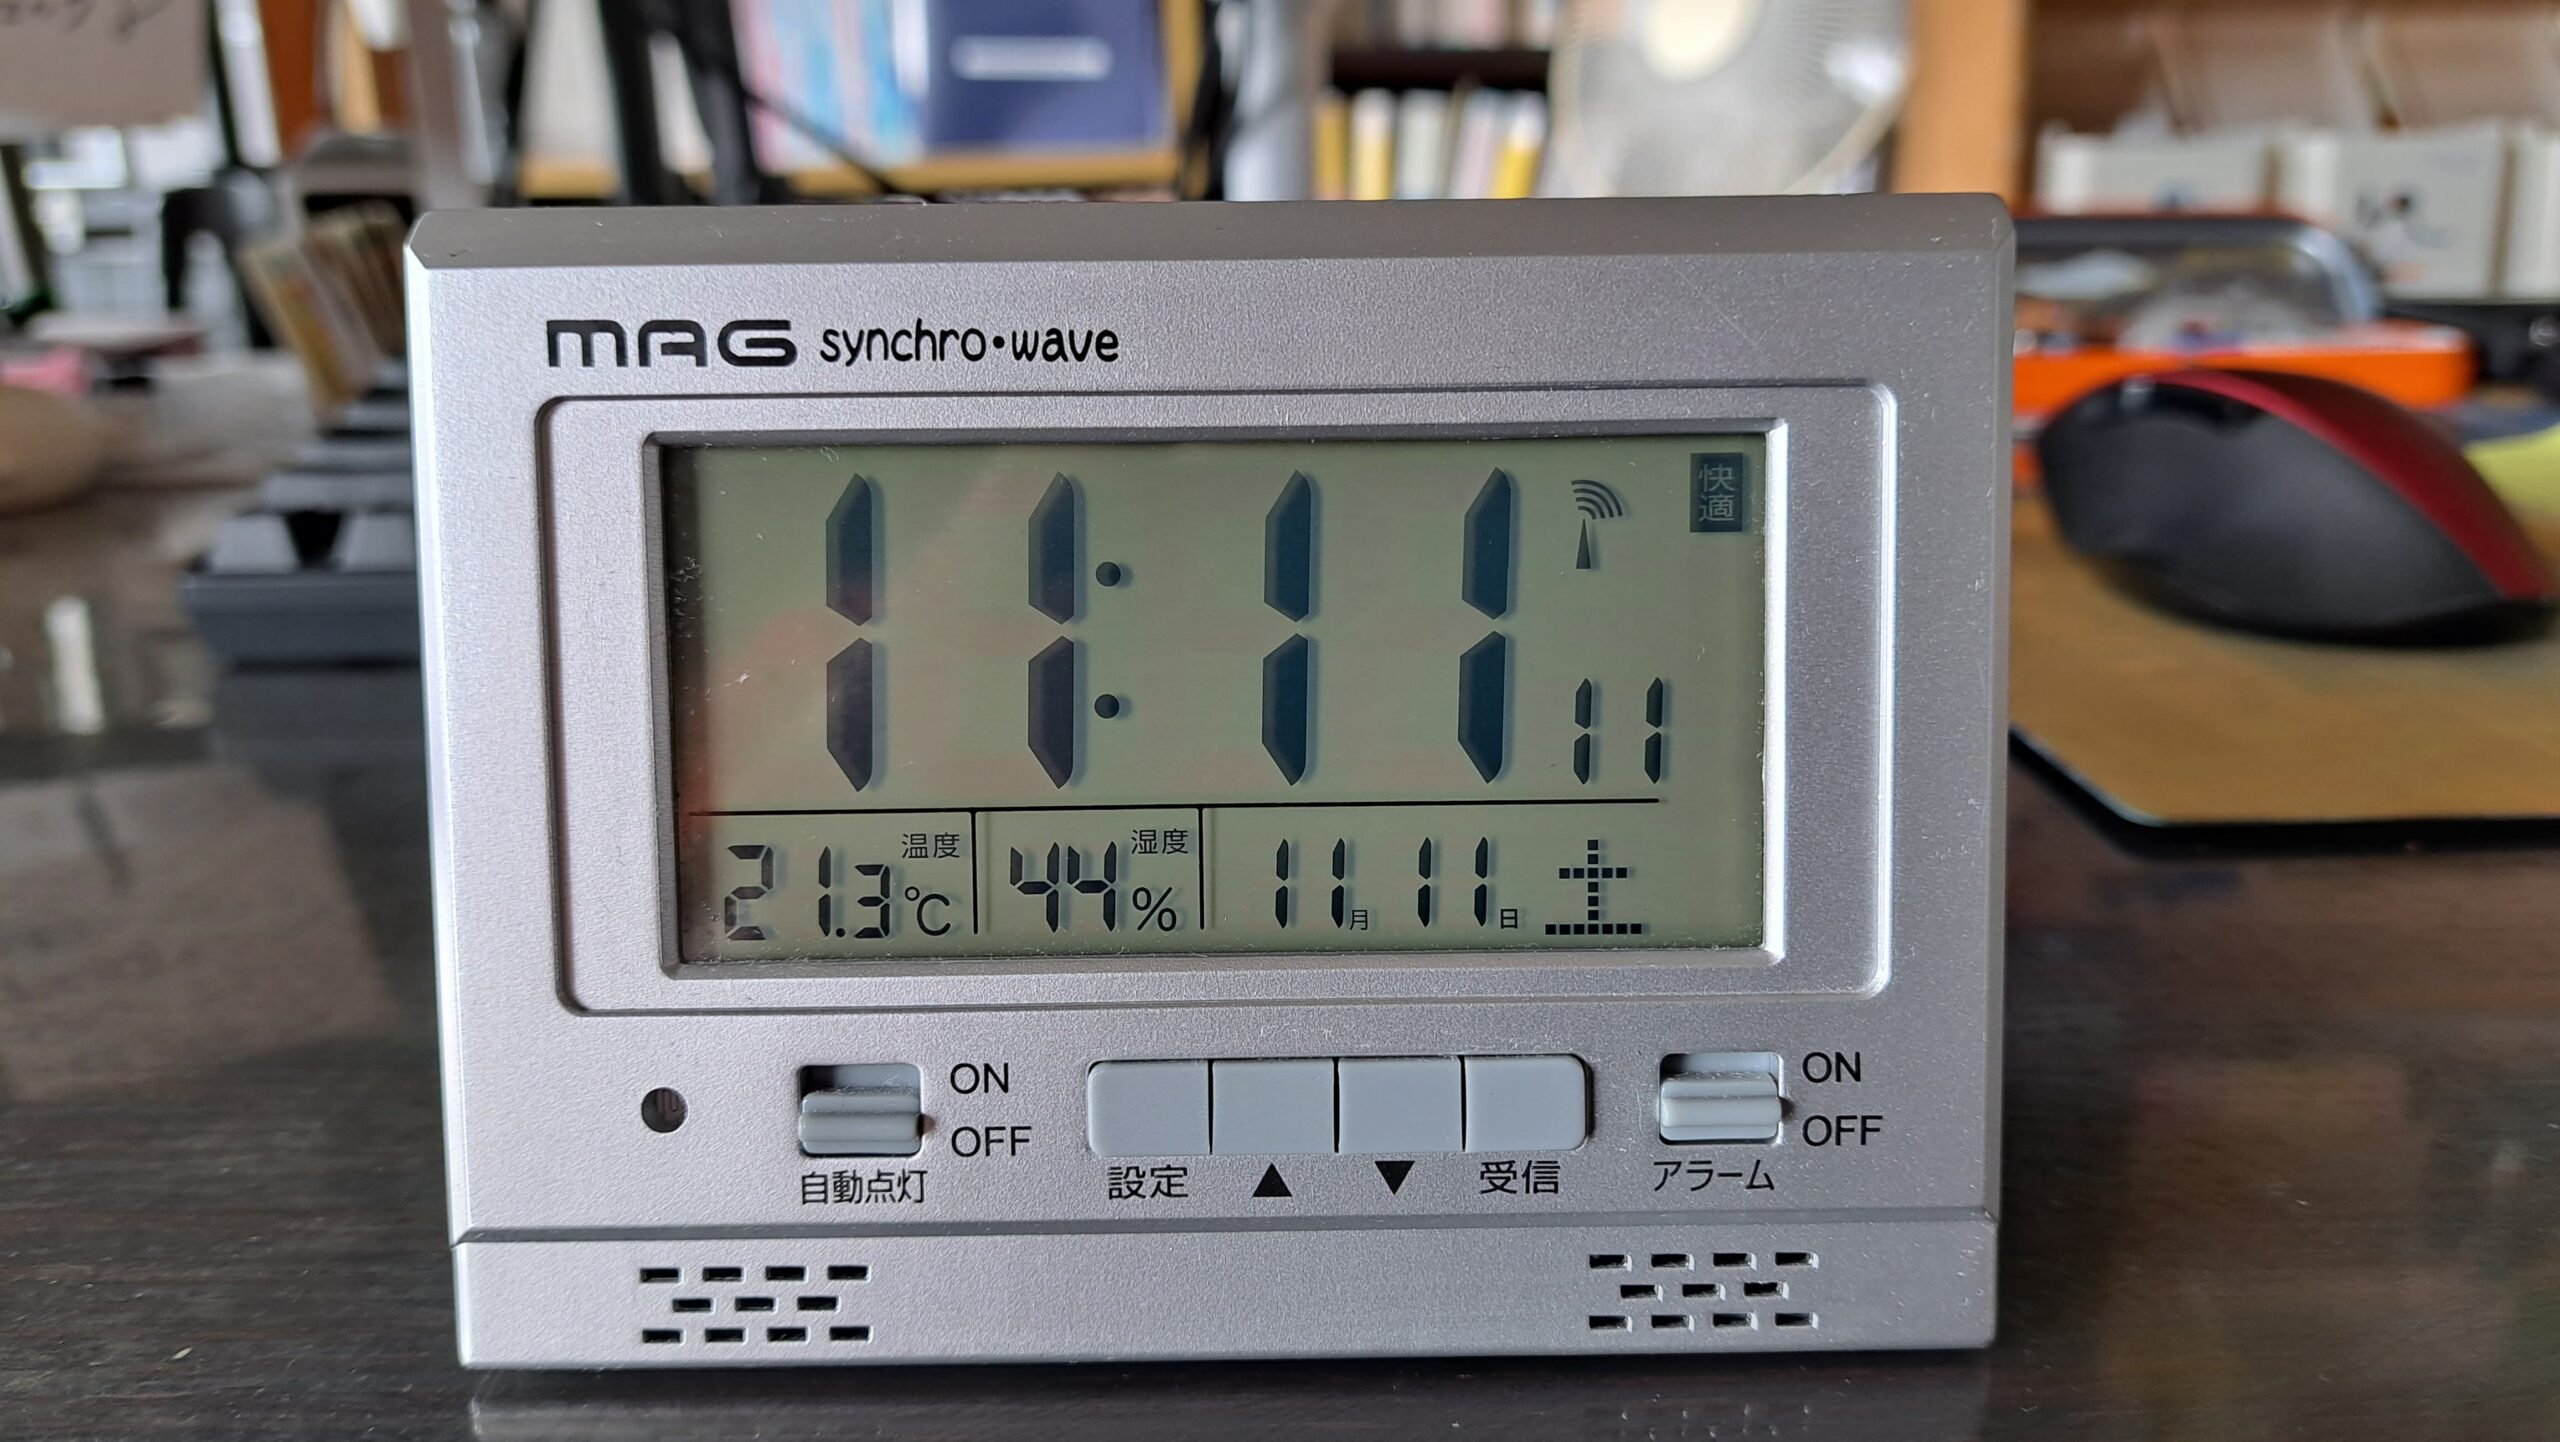 MAG synchro・wave
快適
11:11 11
21.3℃ 温度 44% 湿度 11月11日 土
ON
OFF
自動点灯
設定 ▲ ▼ 受信
ON
OFF
アラーム